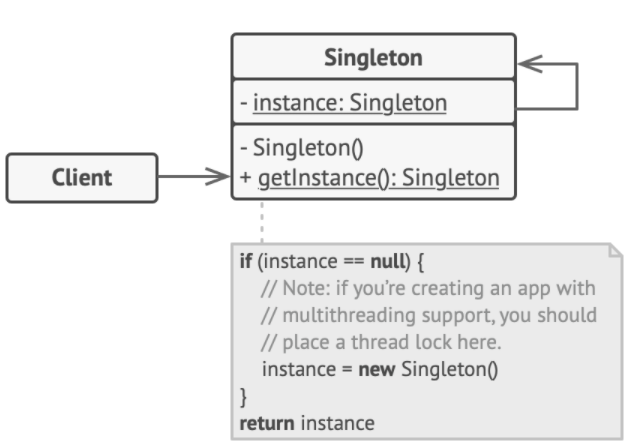 Singleton
- instance: Singleton
- Singleton()
+ getInstance(): Singleton
Client
if (instance == null) {
// Note: if you're creating an app with
// multithreading support, you should
// place a thread lock here.
instance = new Singleton()
}
return instance